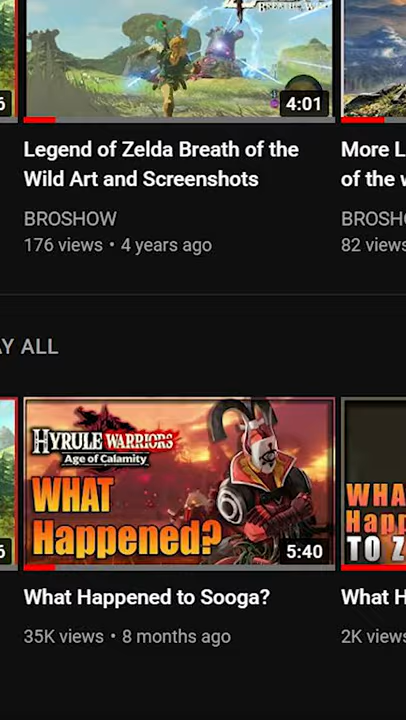 6
4:01
Legend of Zelda Breath of the
Wild Art and Screenshots
BROSHOW
176 views • 4 years ago
More L
of the w
BROSHO
82 views
AY ALL
6
HYRULE WARRIORS
Age of Calamity
WHAT
Happened?
5:40
What Happened to Sooga?
35K views • 8 months ago
WHA
Happ
TO Z
What H
2K views